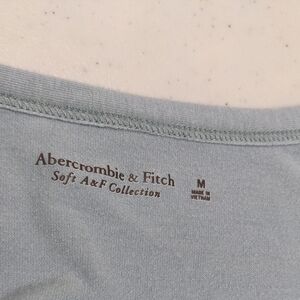 Abercrombie & Fitch
Soft A&F Collection
M
MADE IN
VIETNAM